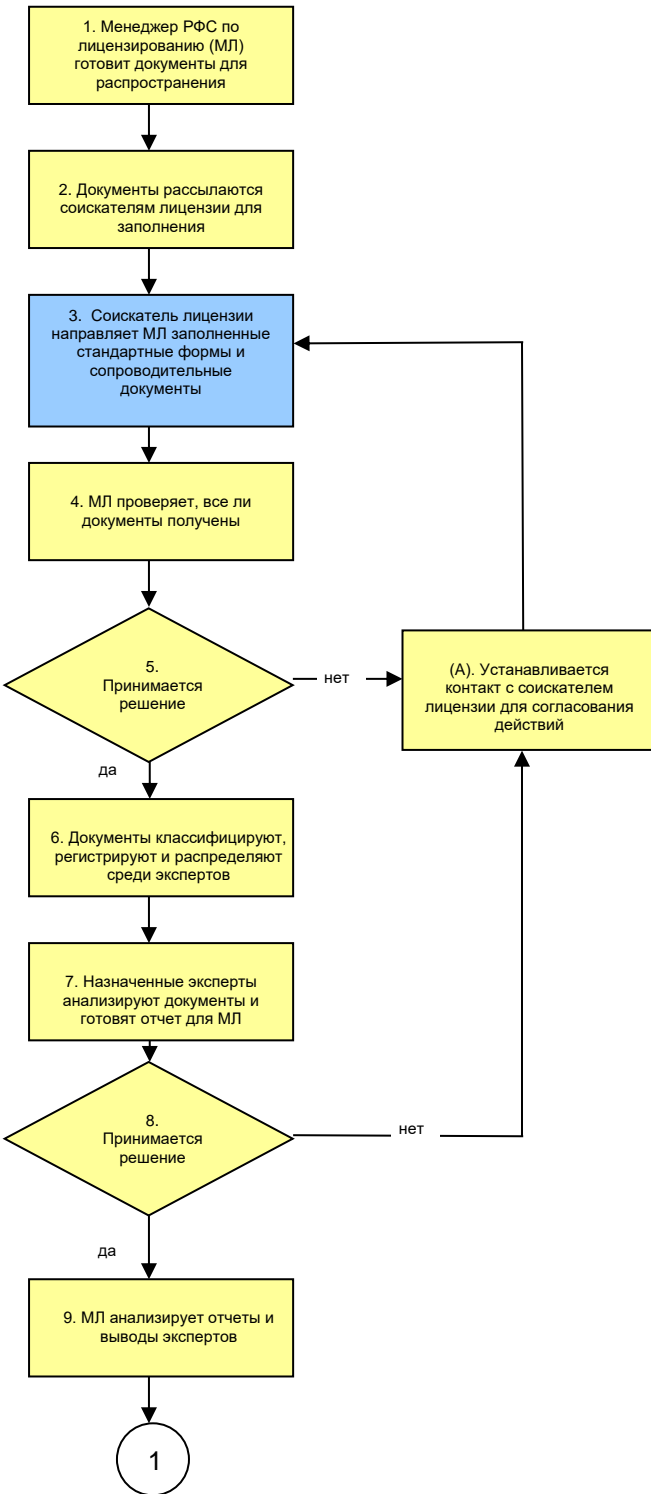 1. Менеджер РФС по
лицензированию (МЛ)
готовит документы для
распространения
2. Документы рассылаются
соискателям лицензии для
заполнения
3. Соискатель лицензии
направляет МЛ заполненные
стандартные формы и
сопроводительные
документы
4. МЛ проверяет, все ли
документы получены
5.
Принимается
решение
нет
(А). Устанавливается
контакт с соискателем
лицензии для согласования
действий
да
6. Документы классифицируют,
регистрируют и распределяют
среди экспертов
7. Назначенные эксперты
анализируют документы и
готовят отчет для МЛ
8.
Принимается
решение
нет
да
9. МЛ анализирует отчеты и
выводы экспертов
1